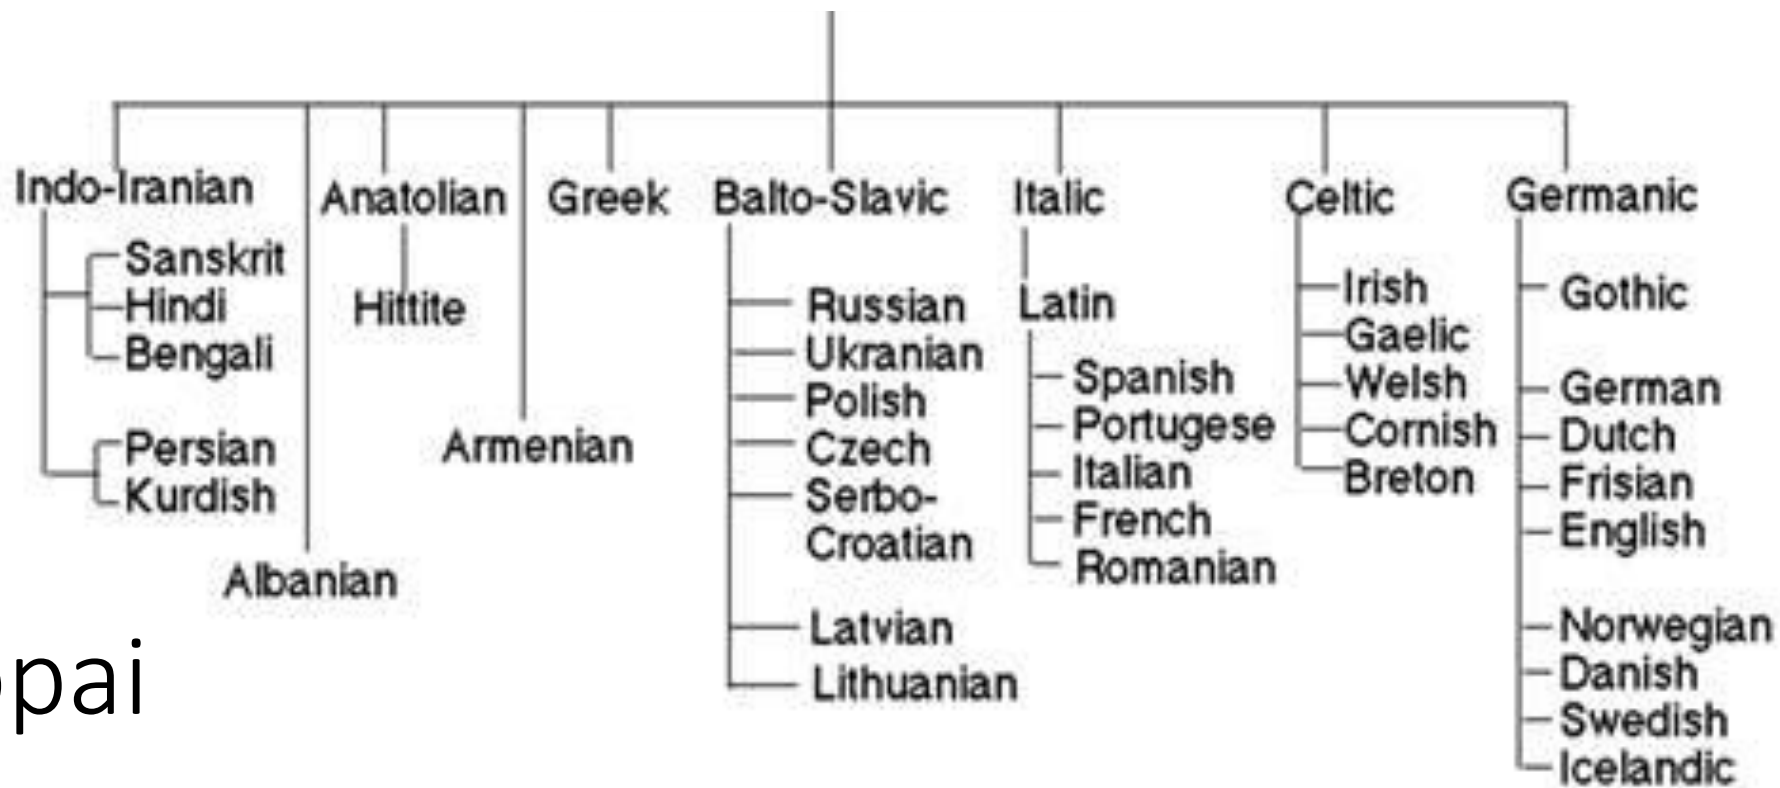 Indo-Iranian
Sanskrit
Hindi
Bengali
Persian
Kurdish
Albanian
Anatolian
Hittite
Armenian
Greek
Balto-Slavic
Russian
Ukranian
Polish
Czech
Serbo-
Croatian
Latvian
Lithuanian
Italic
Latin
Spanish
Portugese
Italian
French
Romanian
Celtic
Irish
Gaelic
Welsh
Cornish
Breton
Germanic
Gothic
German
Dutch
Frisian
English
Norwegian
Danish
Swedish
Icelandic